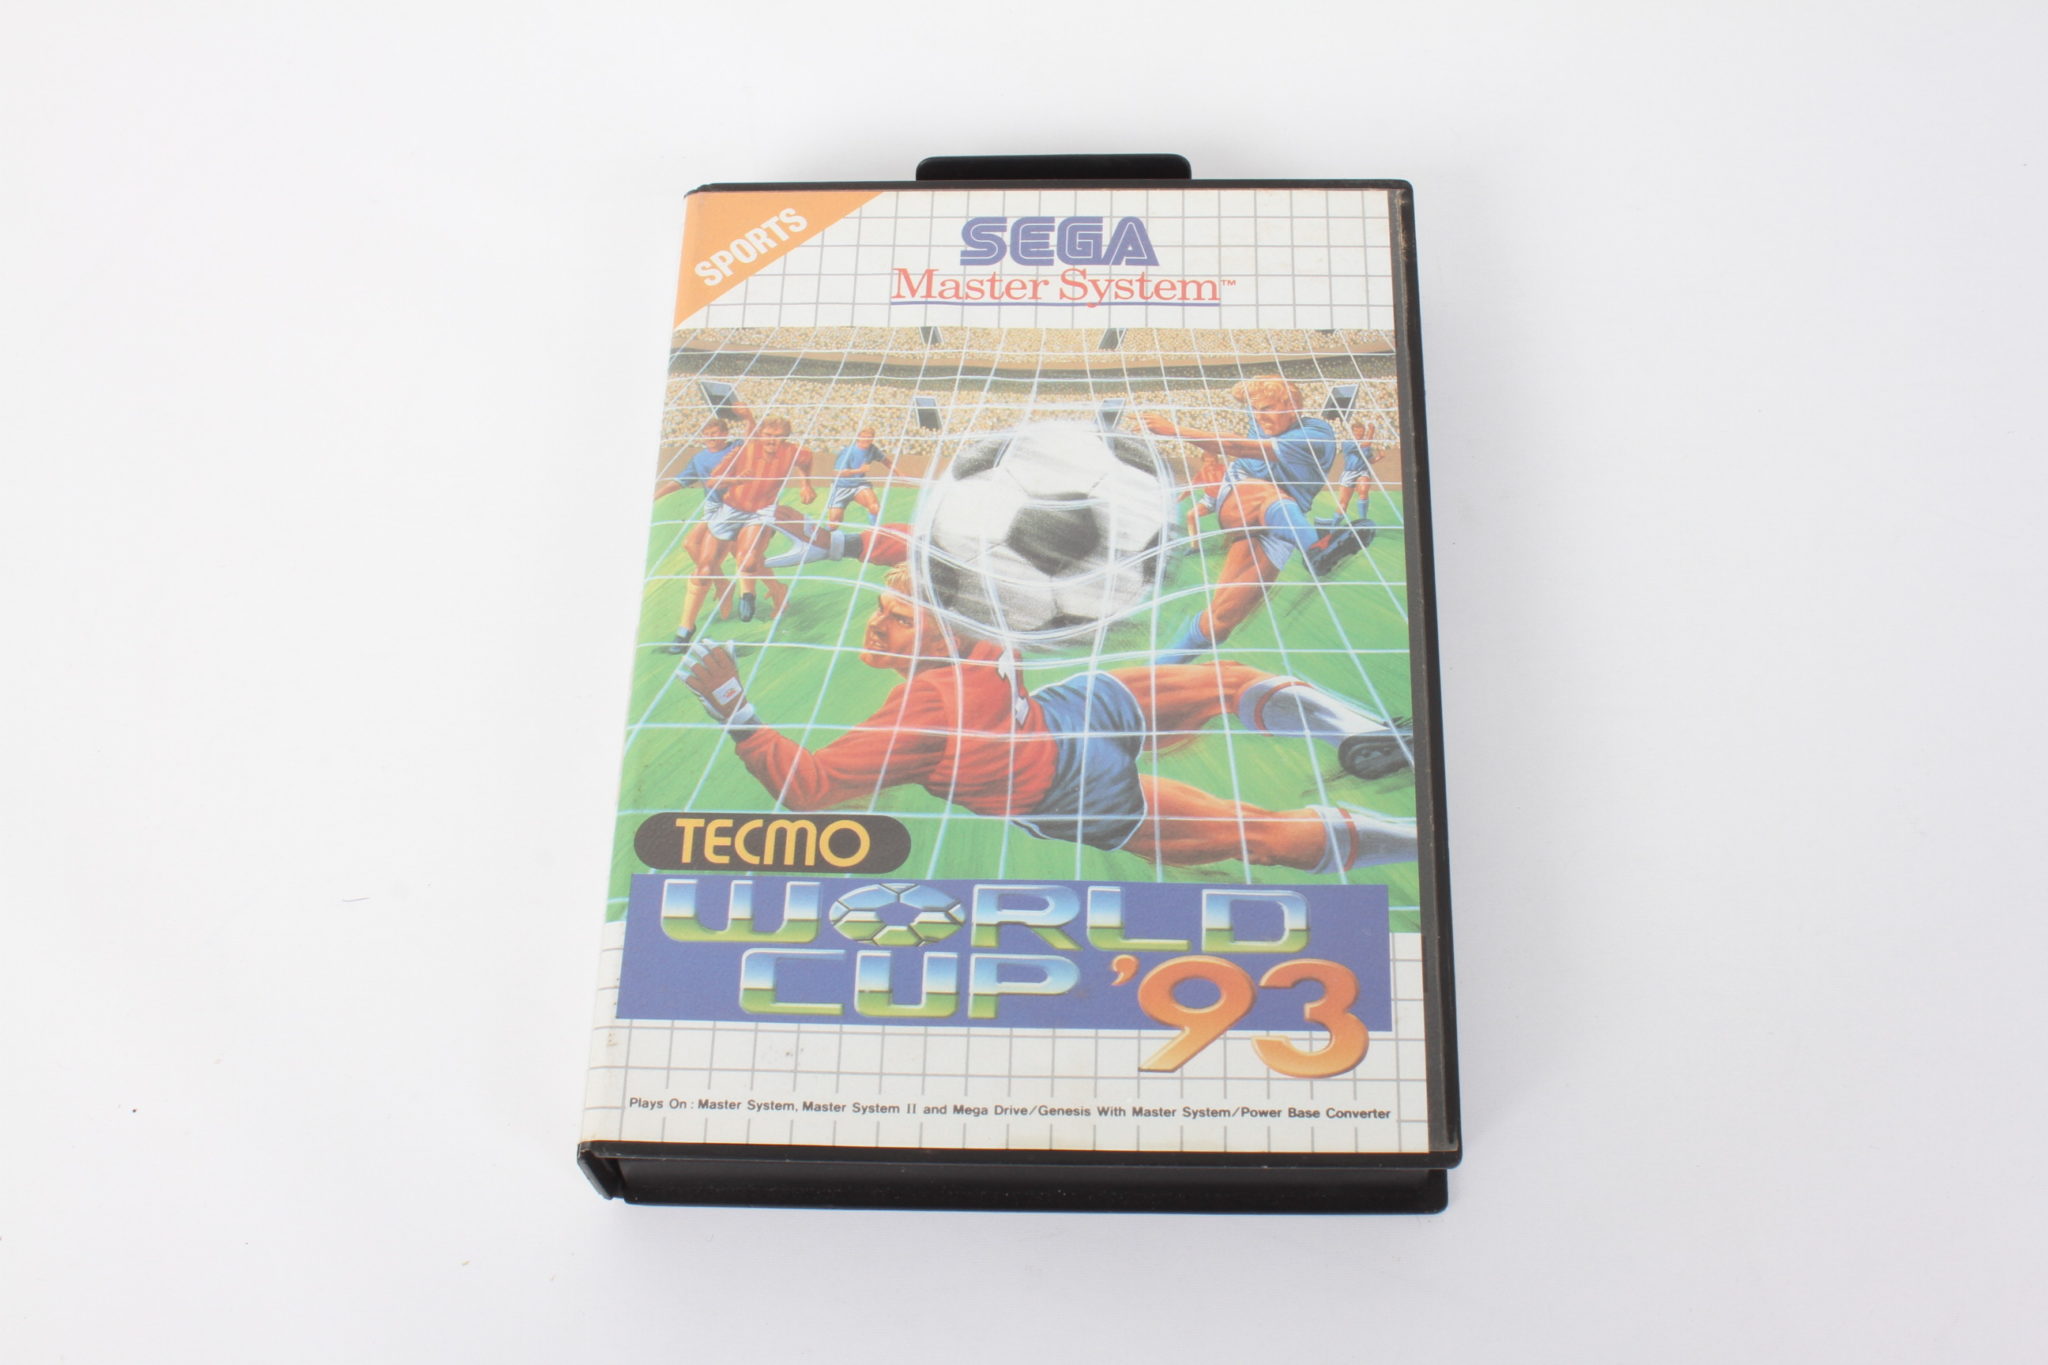 SPORTS
SEGA
Master System™
TECMO
WORLD
CUP '93
Plays On : Master System, Master System II and Mega Drive/Genesis With Master System/Power Base Converter